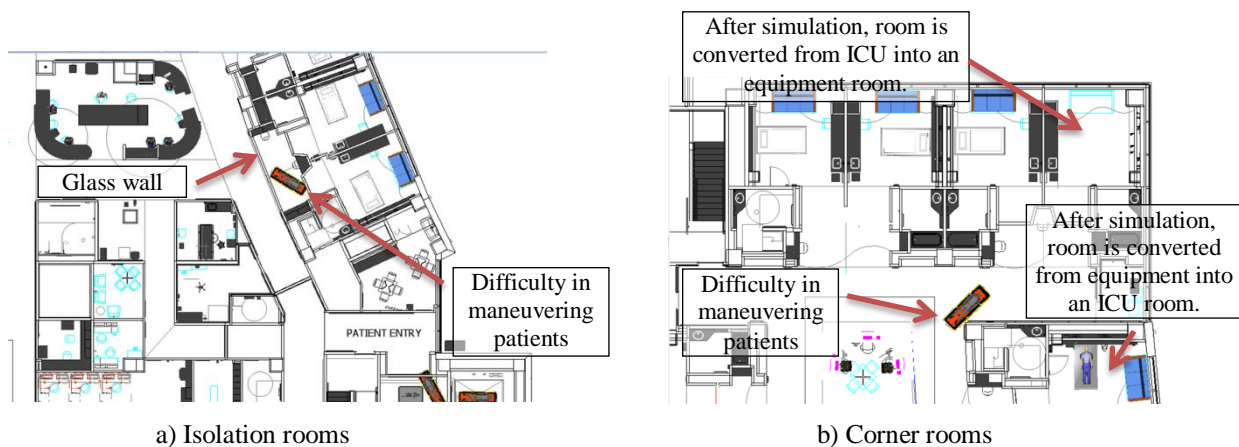 Glass wall
Difficulty in
maneuvering
patients
PATIENT ENTRY
a) Isolation rooms
After simulation, room is
converted from ICU into an
equipment room.
After simulation,
room is converted
from equipment into
an ICU room.
Difficulty in
maneuvering
patients
b) Corner rooms